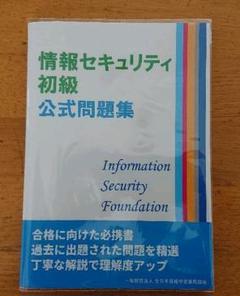 情報セキュリティ
初級
公式問題集
Information
Security
Foundation
合格に向けた必携書
過去に出題された問題を精選
丁寧な解説で理解度アップ